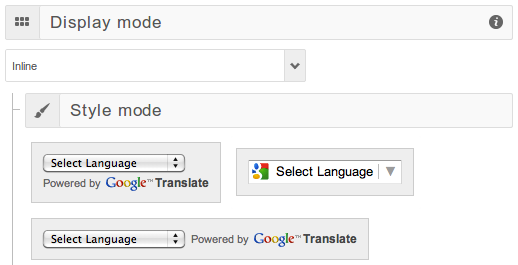 Display mode
Inline
Style mode
Select Language
Powered by Google™ Translate
Select Language
Select Language Powered by Google™ Translate